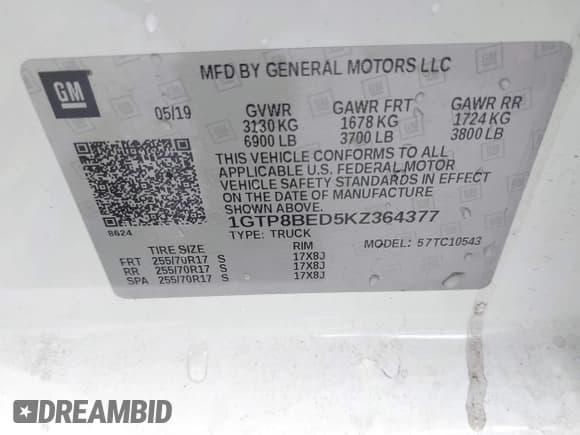 GM
MFD BY GENERAL MOTORS LLC
05/19
GVWR GAWR FRT GAWR RR
3130 KG 1678 KG 1724 KG
6900 LB 3700 LB 3800 LB
THIS VEHICLE CONFORMS TO ALL
APPLICABLE U.S. FEDERAL MOTOR
VEHICLE SAFETY STANDARDS IN EFFECT
ON THE DATE OF MANUFACTURE
SHOWN ABOVE.
8624
1GTP8BED5KZ364377
TYPE: TRUCK MODEL: 57TC10543
TIRE SIZE RIM
FRT 255/70R17 S 17X8J
RR 255/70R17 S 17X8J
SPA 255/70R17 S 17X8J
DREAMBID